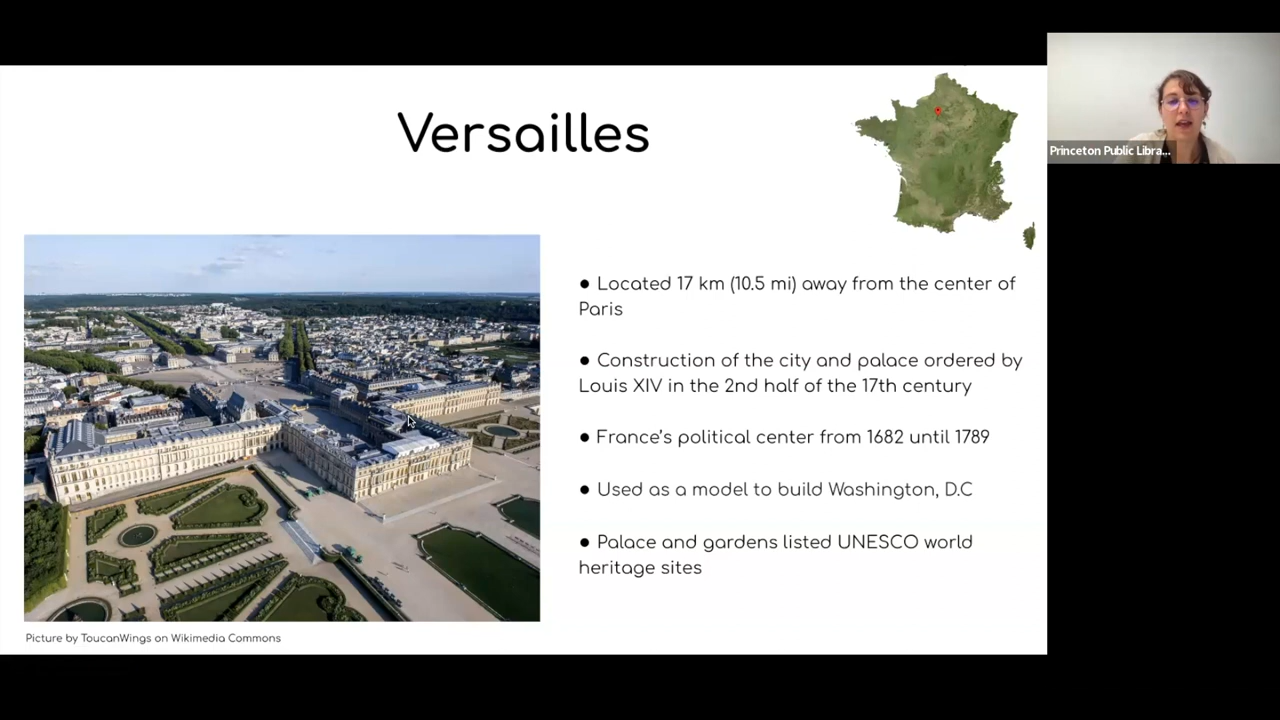 Versailles
Princeton Public Libra...
● Located 17 km (10.5 mi) away from the center of
Paris
● Construction of the city and palace ordered by
Louis XIV in the 2nd half of the 17th century
● France's political center from 1682 until 1789
● Used as a model to build Washington, D.C
● Palace and gardens listed UNESCO world
heritage sites
Picture by ToucanWings on Wikimedia Commons